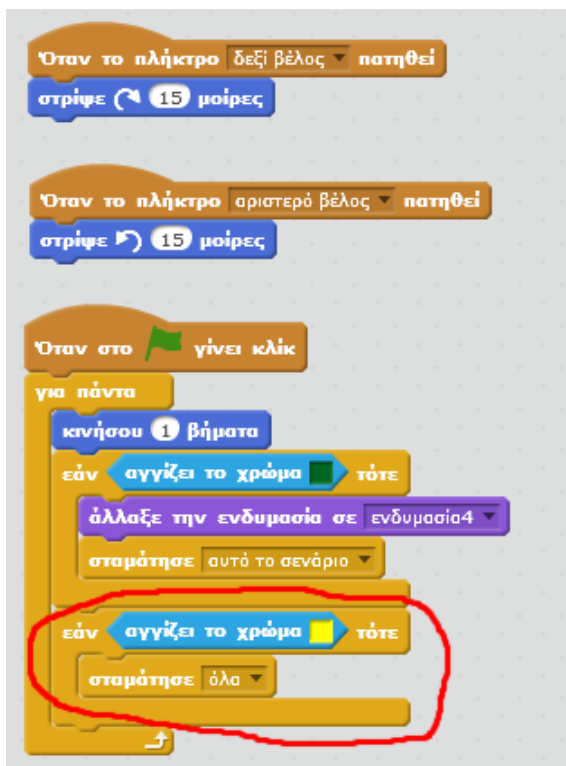 Όταν το πλήκτρο δεξί βέλος πατηθεί
στρίψε 15 μοίρες
Όταν το πλήκτρο αριστερό βέλος πατηθεί
στρίψε 15 μοίρες
Όταν στο γίνει κλίκ
για πάντα
κινήσου 1 βήματα
εάν αγγίζει το χρώμα τότε
άλλαξε την ενδυμασία σε ενδυμασία4
σταμάτησε αυτό το σενάριο
εάν αγγίζει το χρώμα τότε
σταμάτησε όλα